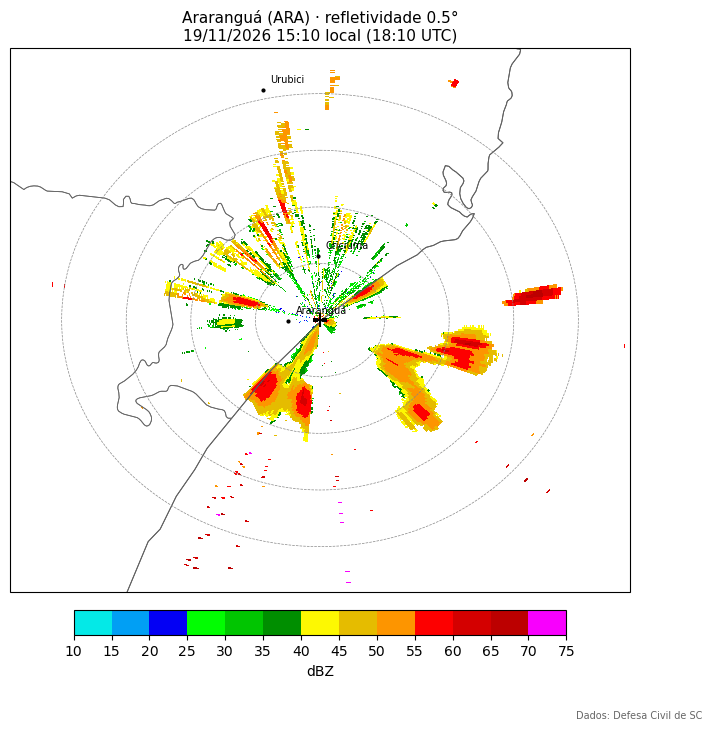 Araranguá (ARA) · refletividade 0.5°
19/11/2026 15:10 local (18:10 UTC)
Urubici
Criciúma
Araranguá
10 15 20 25 30 35 40 45 50 55 60 65 70 75
dBZ
Dados: Defesa Civil de SC